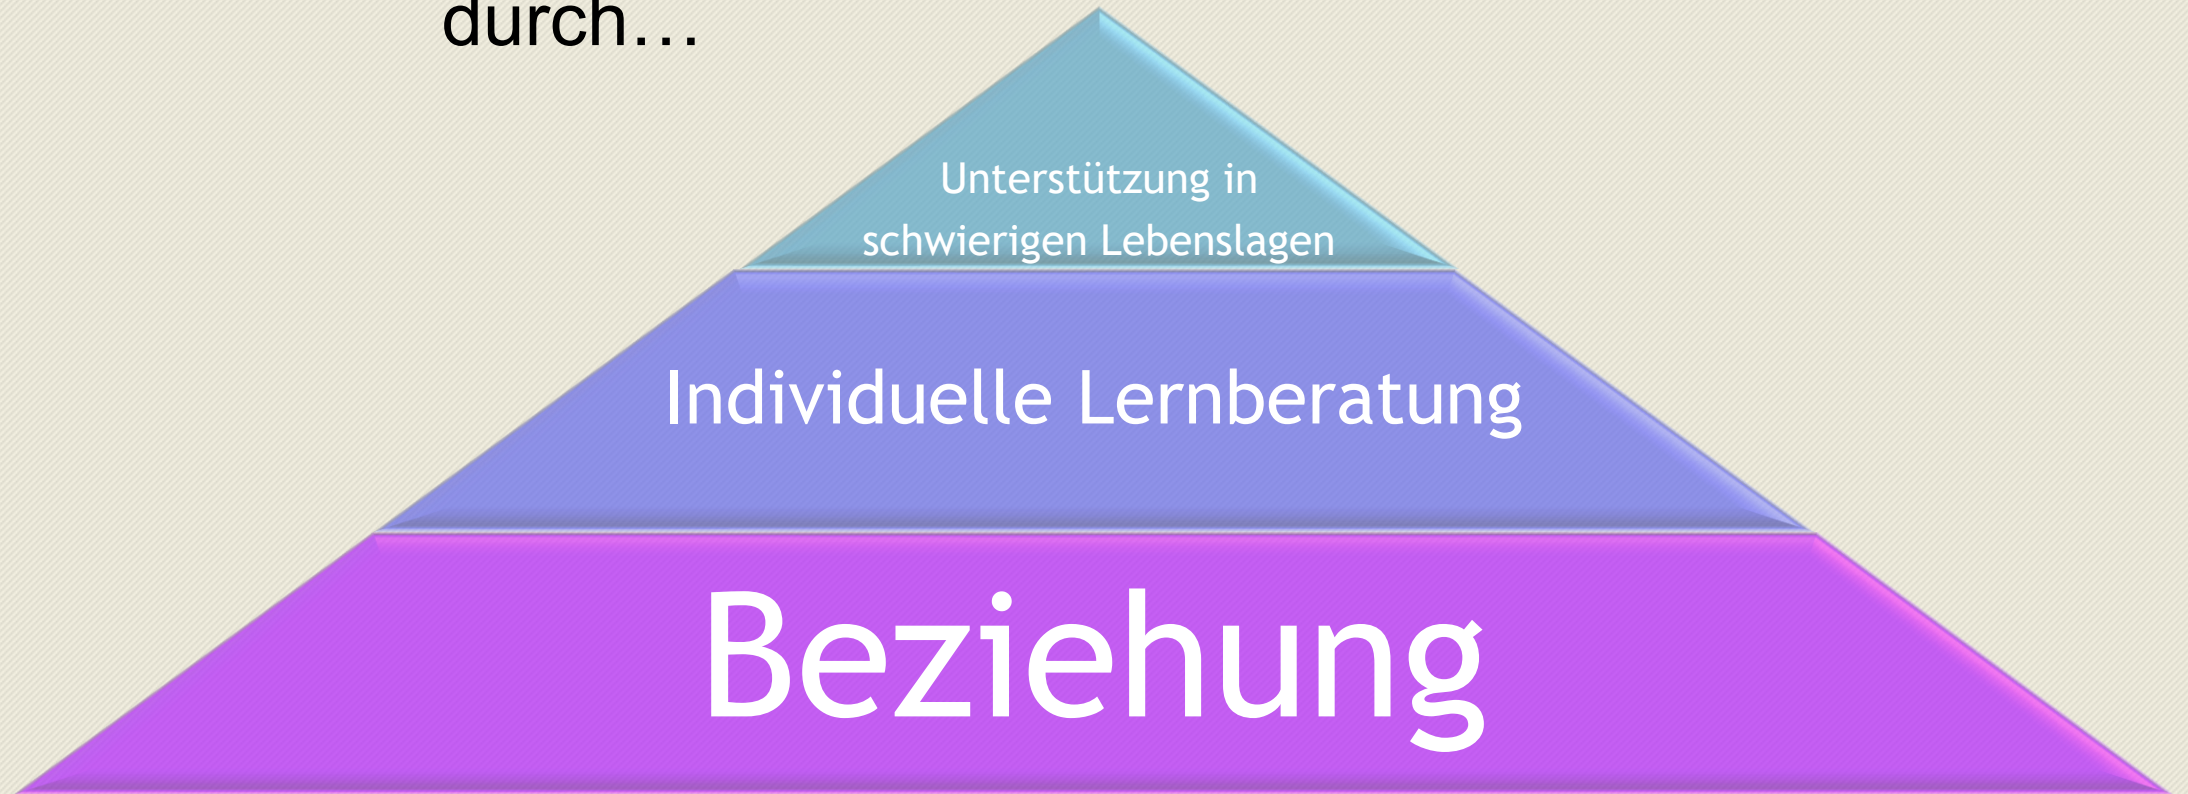 durch…
Unterstützung in
schwierigen Lebenslagen
Individuelle Lernberatung
Beziehung